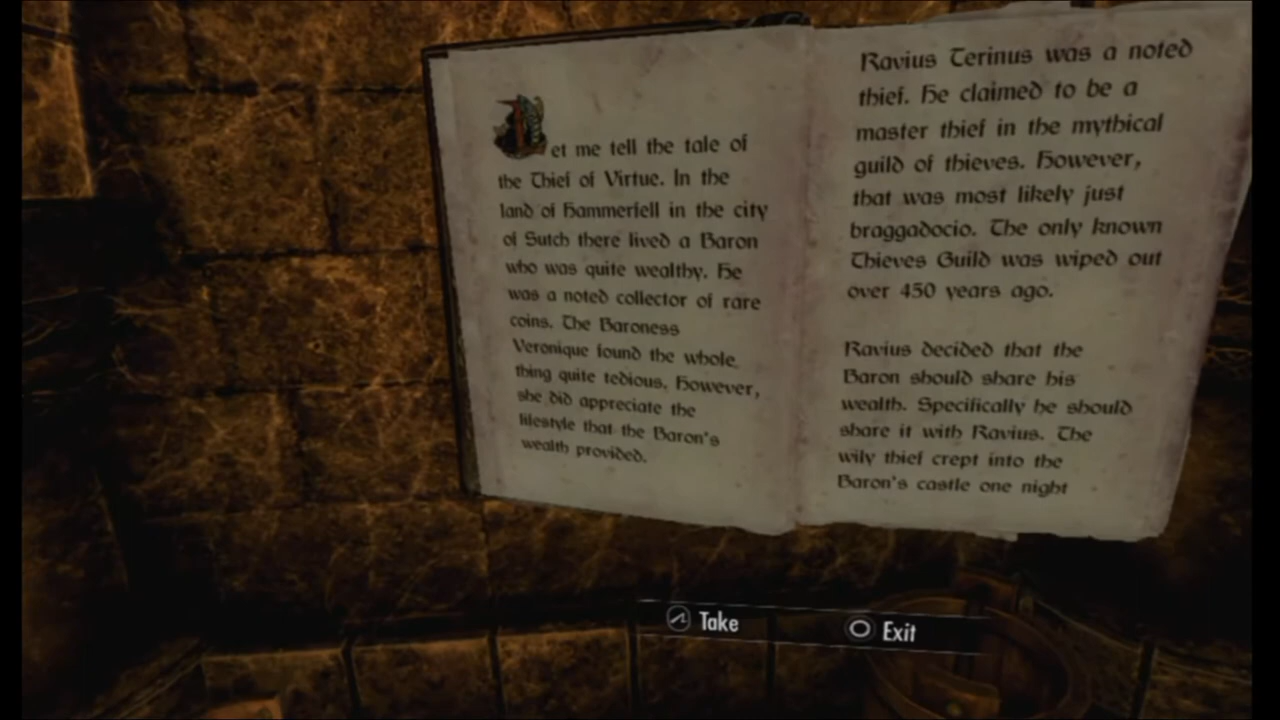 Let me tell the tale of
the Thief of Virtue. In the
land of Hammerfell in the city
of Sutch there lived a Baron
who was quite wealthy. He
was a noted collector of rare
coins. The Baroness
Veronique found the whole
thing quite tedious. However,
she did appreciate the
lifestyle that the Baron's
wealth provided.
Ravius Terinus was a noted
thief. He claimed to be a
master thief in the mythical
guild of thieves. However,
that was most likely just
braggadocio. The only known
Thieves Guild was wiped out
over 450 years ago.
Ravius decided that the
Baron should share his
wealth. Specifically he should
share it with Ravius. The
wily thief crept into the
Baron's castle one night
Take
Exit